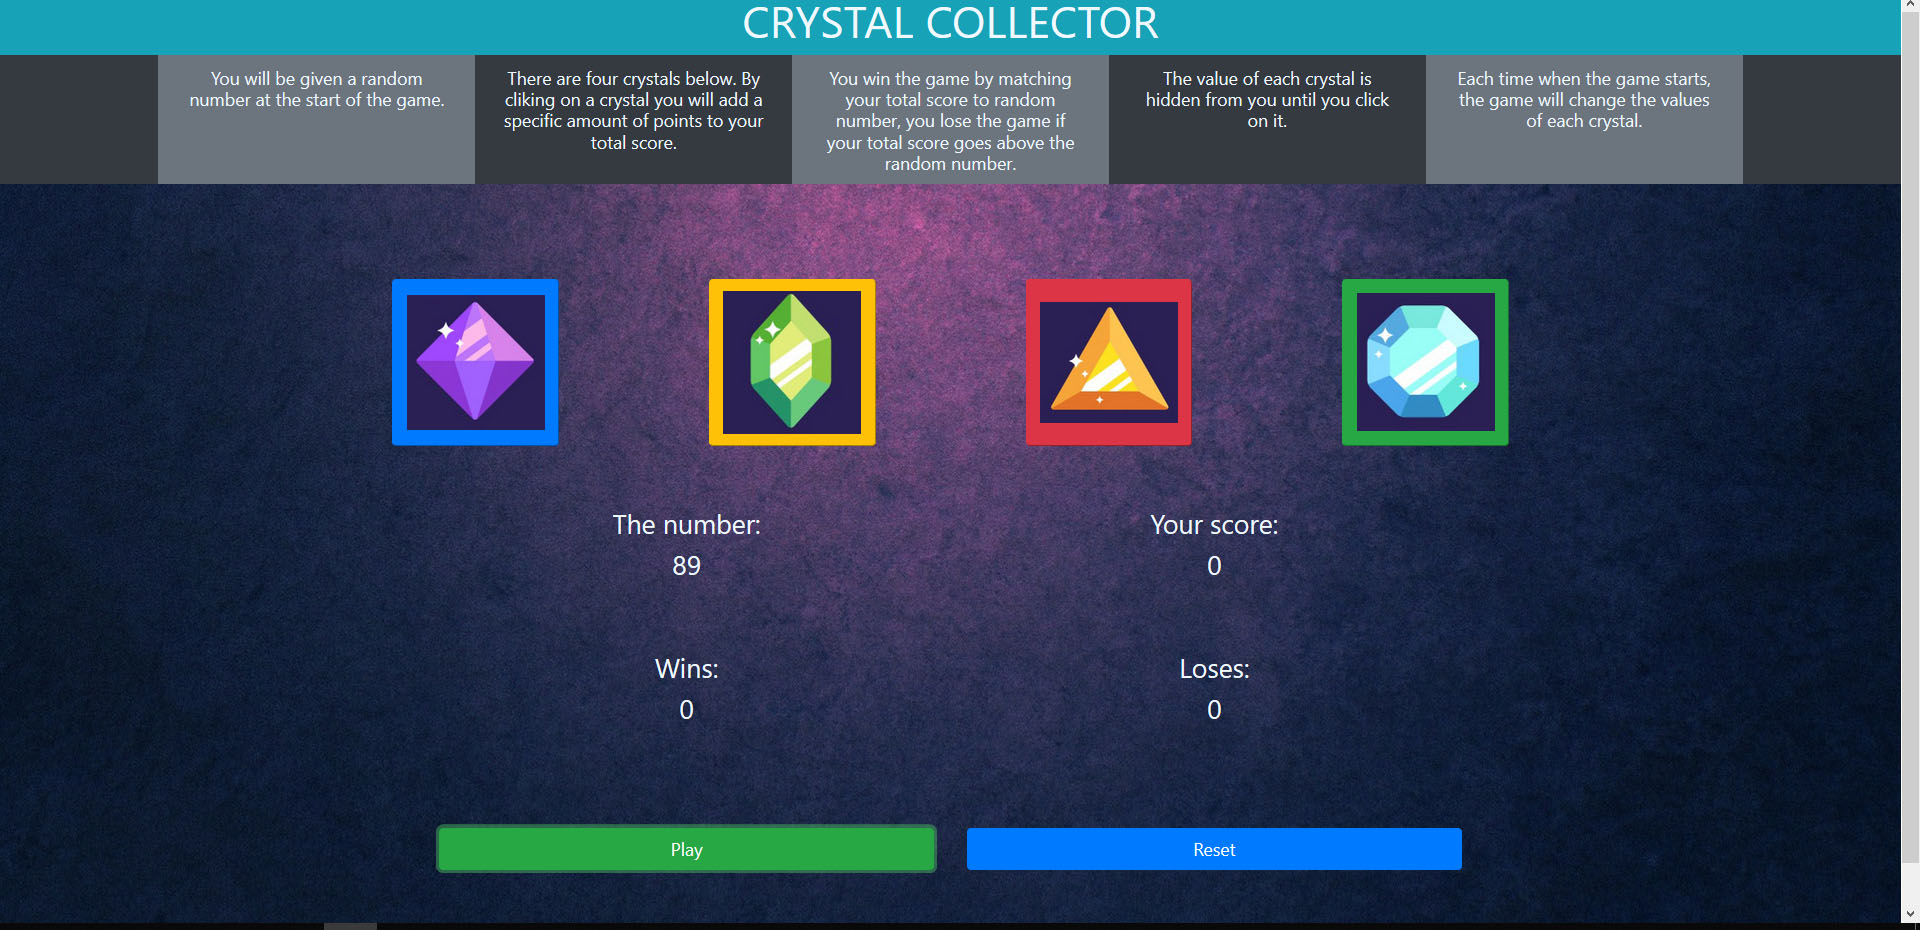 CRYSTAL COLLECTOR
You will be given a random
number at the start of the game.
There are four crystals below. By
cliking on a crystal you will add a
specific amount of points to your
total score.
You win the game by matching
your total score to random
number, you lose the game if
your total score goes above the
random number.
The value of each crystal is
hidden from you until you click
on it.
Each time when the game starts,
the game will change the values
of each crystal.
The number:
89
Your score:
0
Wins:
0
Loses:
0
Play
Reset